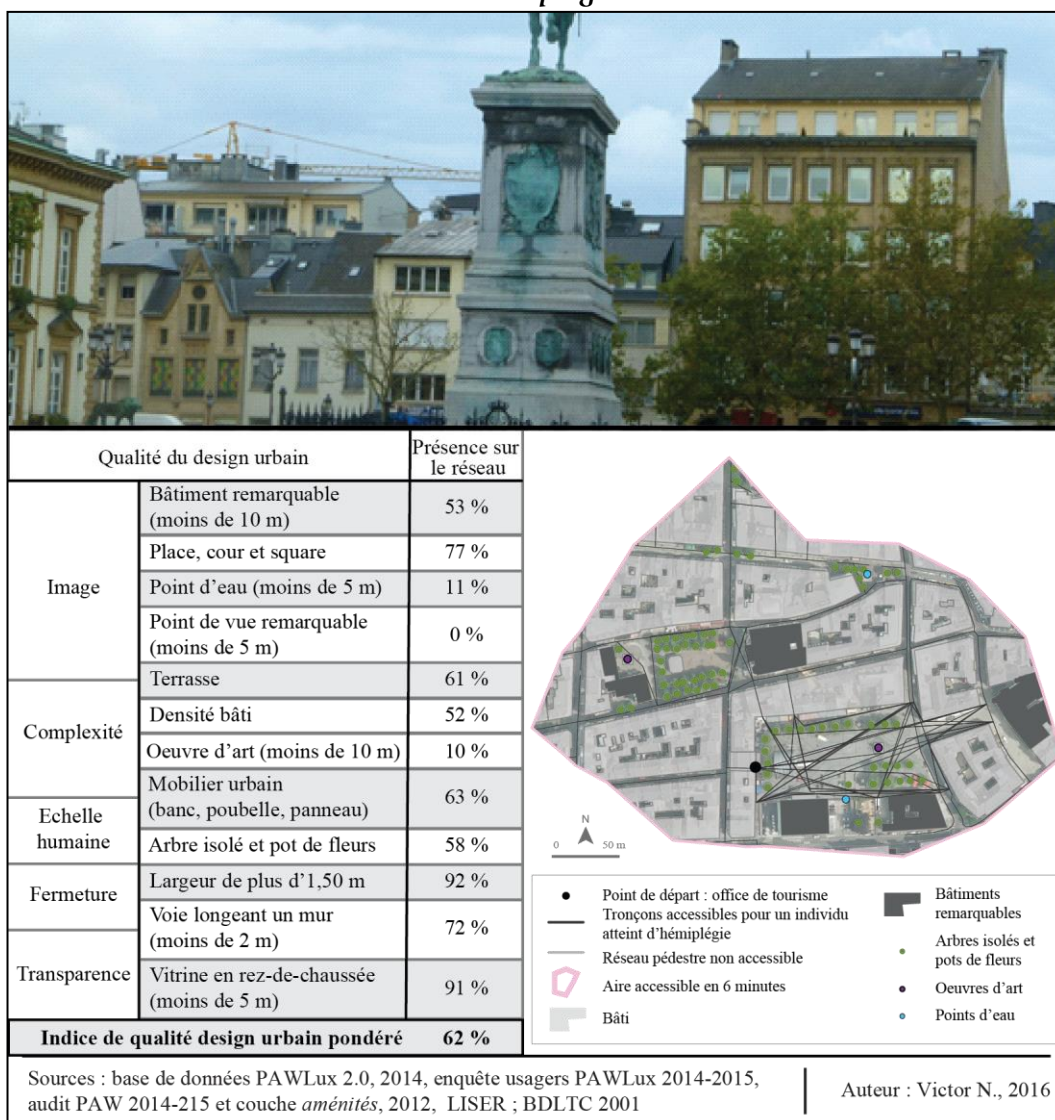 Qualité du design urbain
Présence sur
le réseau
Image
Bâtiment remarquable
(moins de 10 m)
53 %
Place, cour et square
77 %
Point d'eau (moins de 5 m)
11 %
Point de vue remarquable
(moins de 5 m)
0 %
Complexité
Terrasse
61 %
Densité bâti
52 %
Oeuvre d'art (moins de 10 m)
10 %
Mobilier urbain
(banc, poubelle, panneau)
63 %
Echelle
humaine
Arbre isolé et pot de fleurs
58 %
Fermeture
Largeur de plus d'1,50 m
92 %
Voie longeant un mur
(moins de 2 m)
72 %
Transparence
Vitrine en rez-de-chaussée
(moins de 5 m)
91 %
Indice de qualité design urbain pondéré
62 %
N
0 50 m
Point de départ : office de tourisme
Tronçons accessibles pour un individu
atteint d'hémiplégie
Réseau pédestre non accessible
Aire accessible en 6 minutes
Bâti
Bâtiments
remarquables
Arbres isolés et
pots de fleurs
Oeuvres d'art
Points d'eau
Sources : base de données PAWLux 2.0, 2014, enquête usagers PAWLux 2014-2015,
audit PAW 2014-215 et couche aménités, 2012, LISER ; BDLTC 2001
Auteur : Victor N., 2016